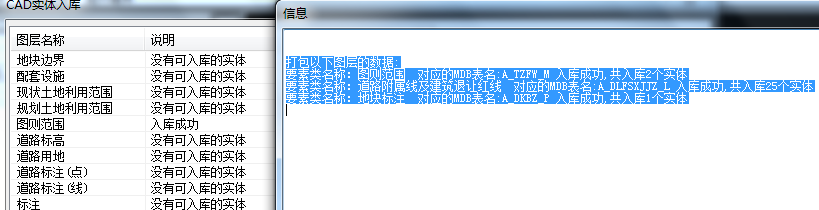 CAD实体入库
图层名称 说明
地块边界 没有可入库的实体
配套设施 没有可入库的实体
现状土地利用范围 没有可入库的实体
规划土地利用范围 没有可入库的实体
图则范围 入库成功
道路标高 没有可入库的实体
道路用地 没有可入库的实体
道路标注(点) 没有可入库的实体
道路标注(线) 没有可入库的实体
标注 没有可入库的实体
信息
打包以下图层的数据:
要素类名称: 图则范围 对应的MDB表名:A_TZFW_M 入库成功,共入库2个实体
要素类名称: 道路附属线及建筑退让红线 对应的MDB表名:A_DLFSXJJZ_L 入库成功,共入库25个实体
要素类名称: 地块标注 对应的MDB表名:A_DKBZ_P 入库成功,共入库1个实体